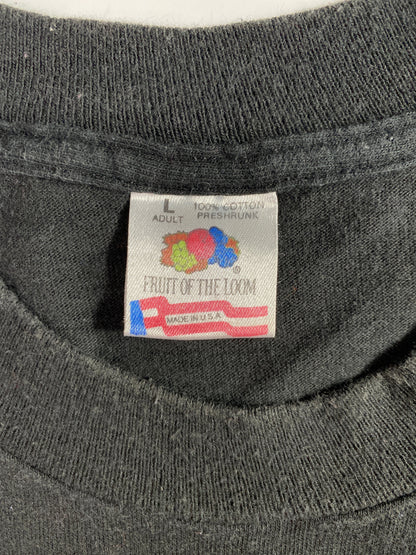 L 100% COTTON
ADULT PRESHRUNK
®
FRUIT OF THE LOOM
MADE IN U.S.A.